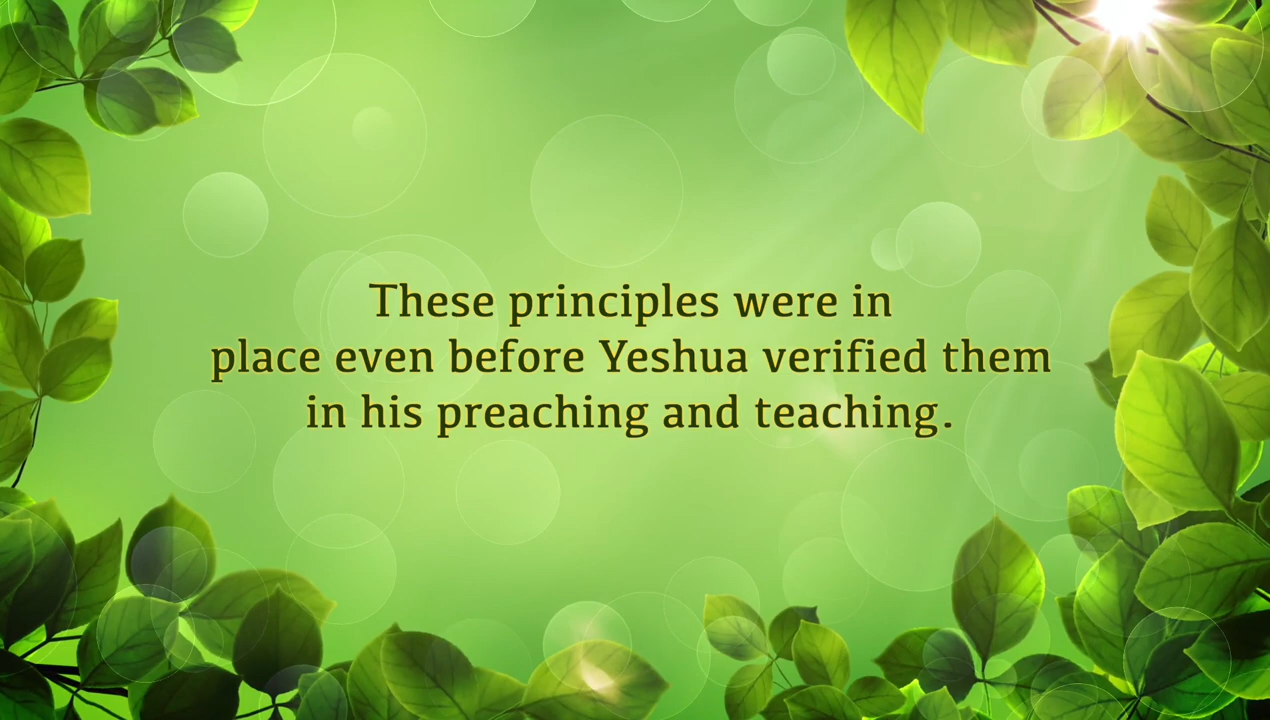 These principles were in
place even before Yeshua verified them
in his preaching and teaching.